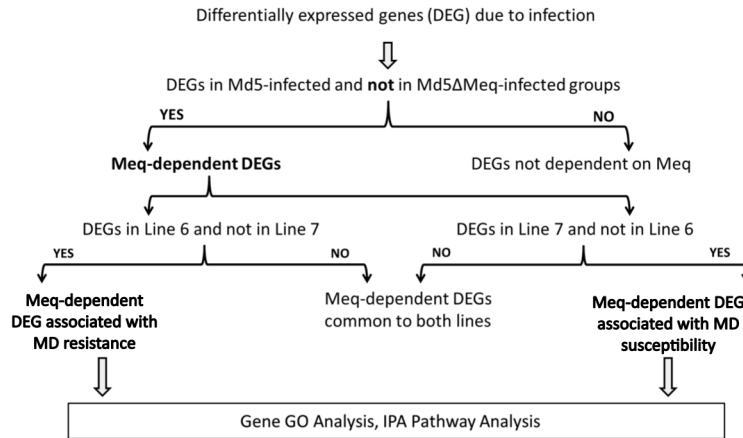 Differentially expressed genes (DEG) due to infection
DEGs in Md5-infected and not in Md5ΔMeq-infected groups
YES
NO
Meq-dependent DEGs
DEGs not dependent on Meq
DEGs in Line 6 and not in Line 7
DEGs in Line 7 and not in Line 6
YES
NO
NO
YES
Meq-dependent
DEG associated with
MD resistance
Meq-dependent DEGs
common to both lines
Meq-dependent DEG
associated with MD
susceptibility
Gene GO Analysis, IPA Pathway Analysis